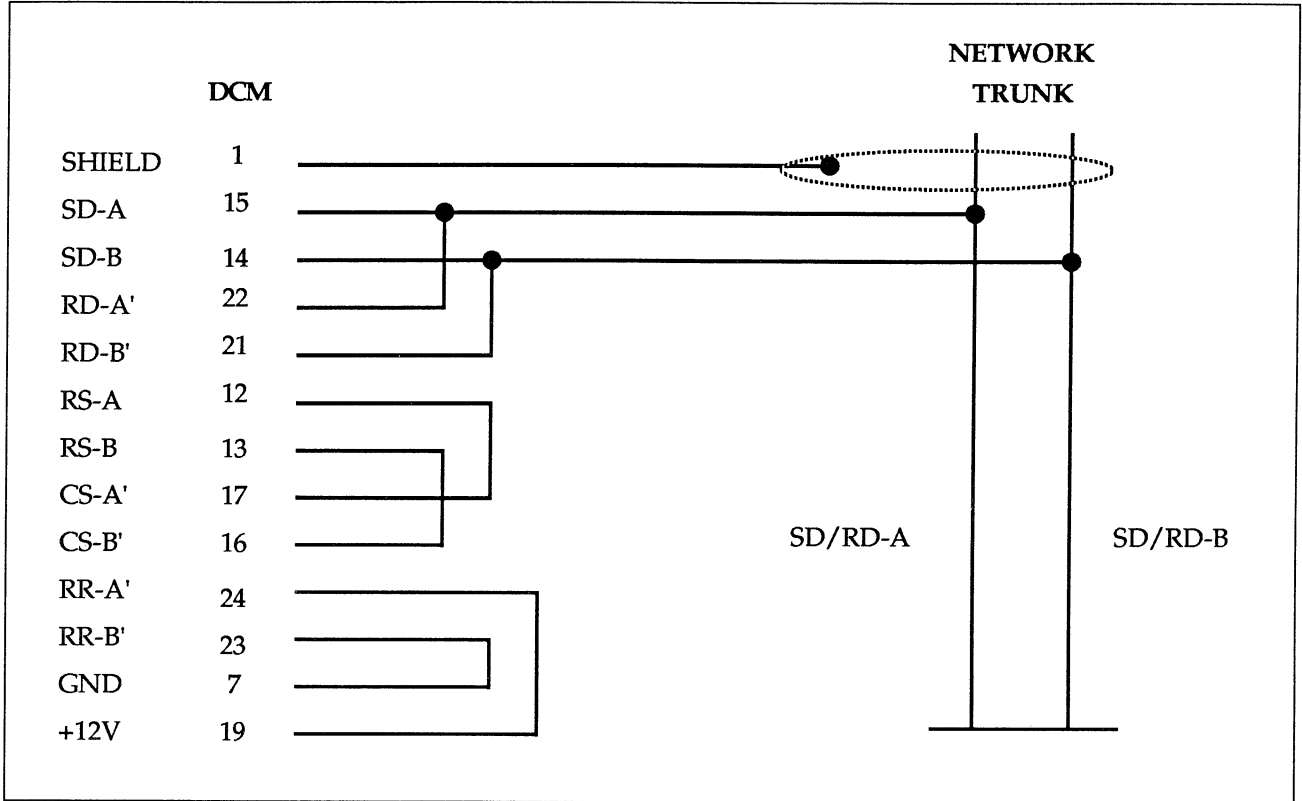 NETWORK
TRUNK
DCM
SHIELD 1
SD-A 15
SD-B 14
RD-A' 22
RD-B' 21
RS-A 12
RS-B 13
CS-A' 17
CS-B' 16
SD/RD-A SD/RD-B
RR-A' 24
RR-B' 23
GND 7
+12V 19